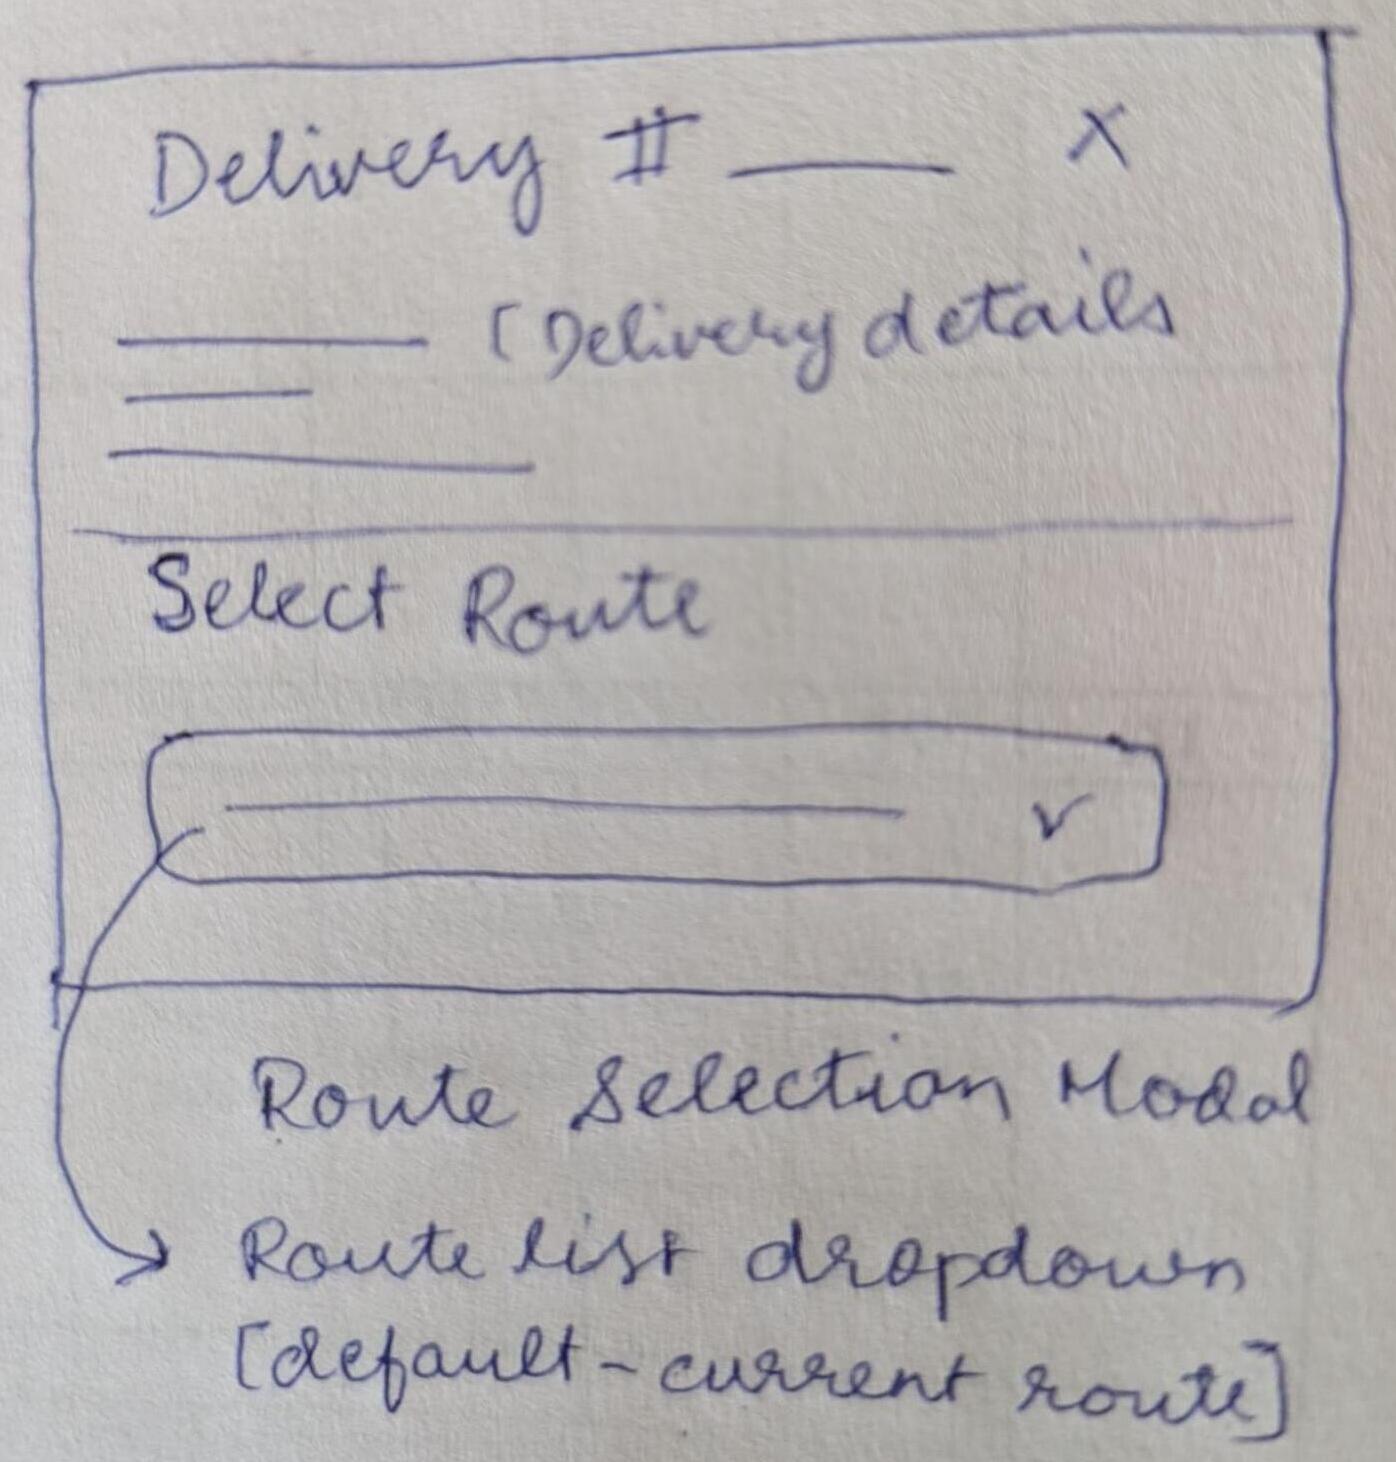 Delivery # ____ X
[Delivery details
Select Route
Route Selection Modal
Route list dropdown
[default - current route]